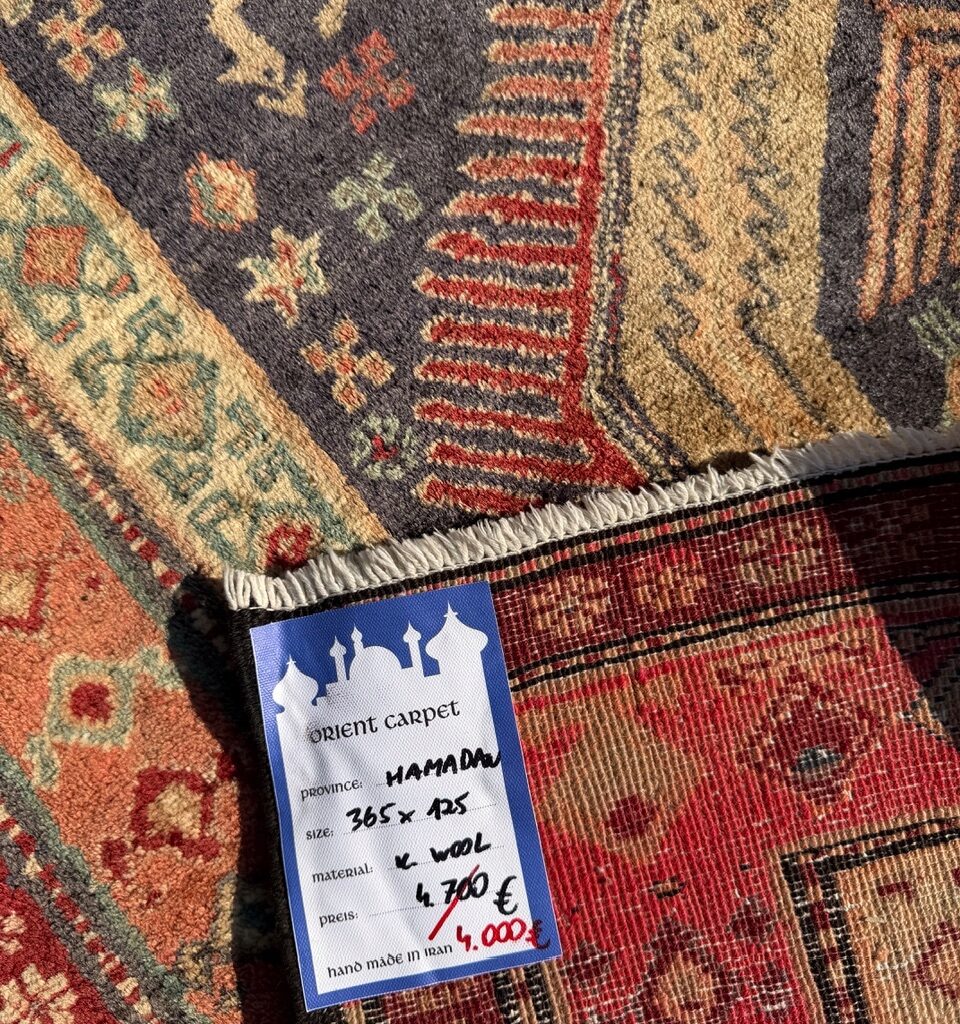 ORIENT CARPET
PROVINCE: HAMADAN
SIZE: 365 x 125
MATERIAL: K. WOOL
PREIS: 4.700 €
4.000 €
HAND MADE IN IRAN